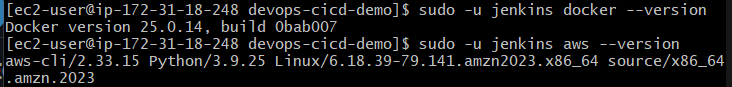 [ec2-user@ip-172-31-18-248 devops-cicd-demo]$ sudo -u jenkins docker --version
Docker version 25.0.14, build 0bab007
[ec2-user@ip-172-31-18-248 devops-cicd-demo]$ sudo -u jenkins aws --version
aws-cli/2.33.15 Python/3.9.25 Linux/6.18.39-79.141.amzn2023.x86_64 source/x86_64
.amzn.2023